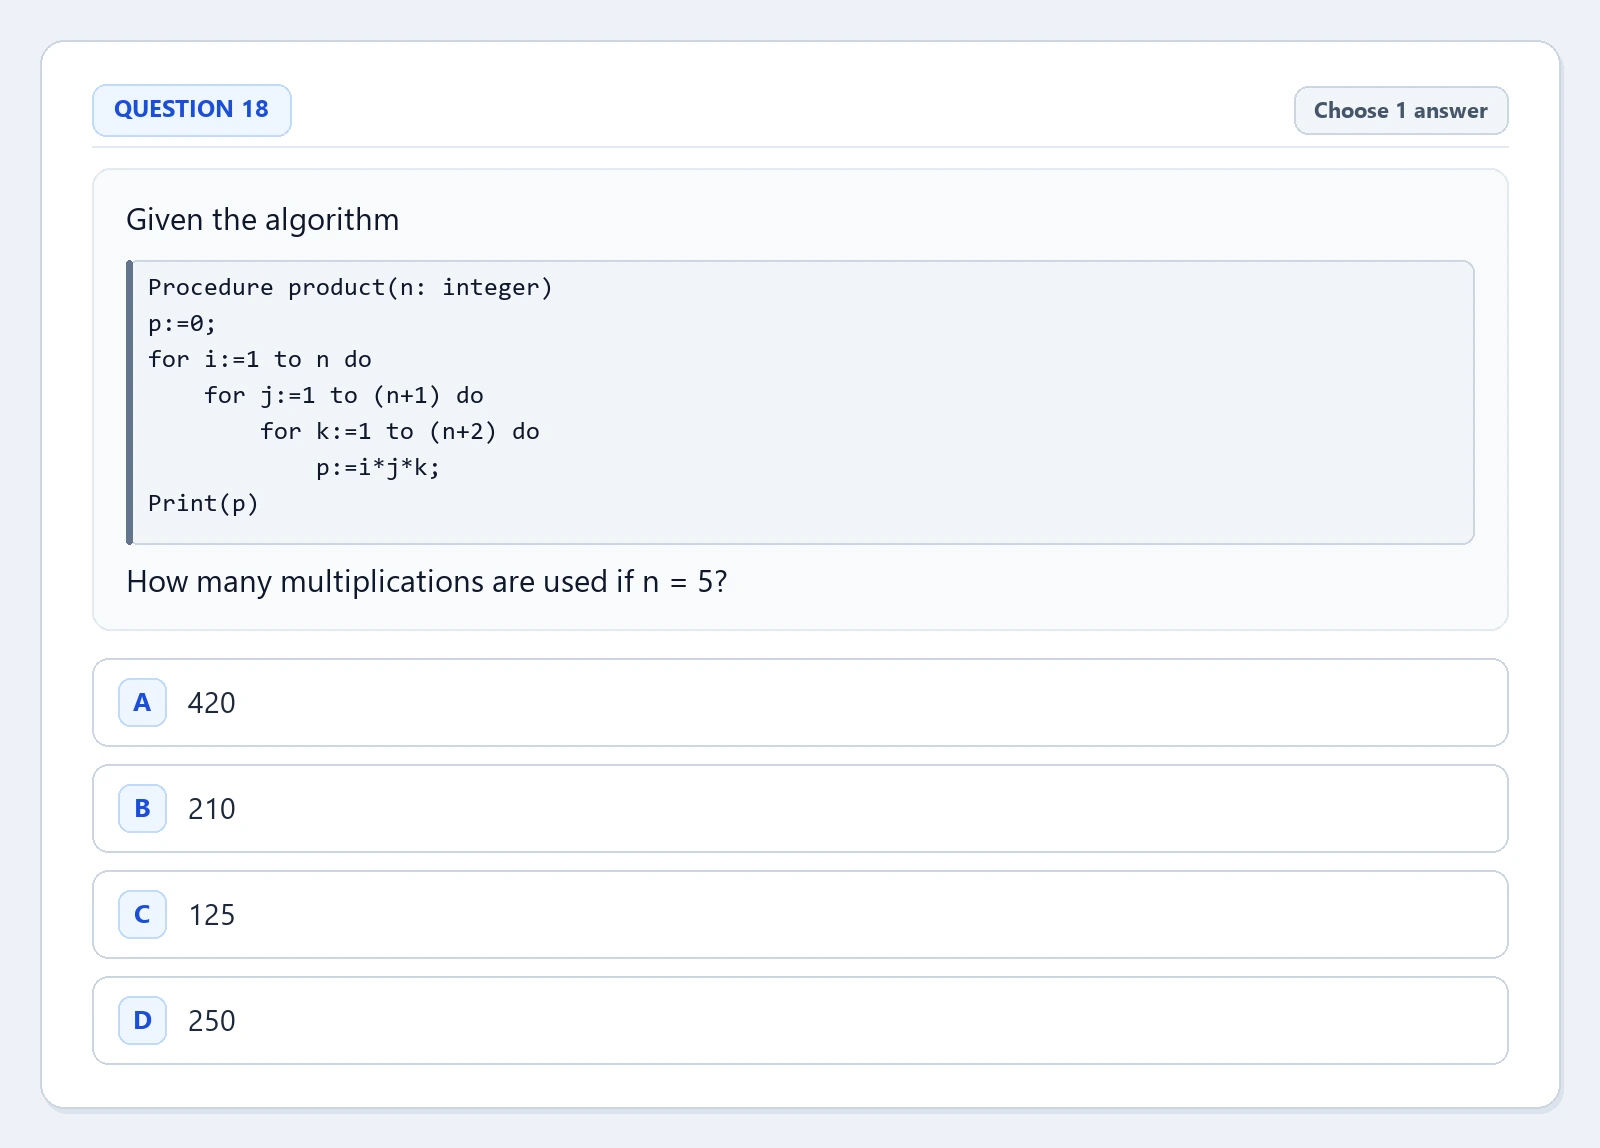 QUESTION 18
Choose 1 answer
Given the algorithm
Procedure product(n: integer)
p:=0;
for i:=1 to n do
    for j:=1 to (n+1) do
        for k:=1 to (n+2) do
            p:=i*j*k;
Print(p)
How many multiplications are used if n = 5?
A 420
B 210
C 125
D 250